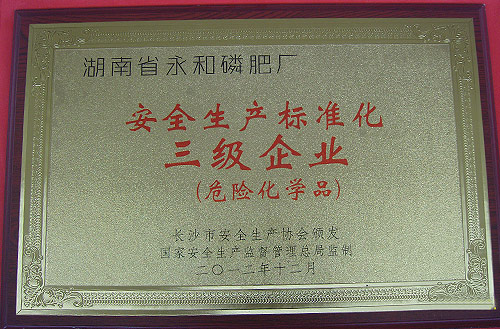 湖南省永和磷肥厂
安全生产标准化
三级企业
(危险化学品)
长沙市安全生产协会颁发
国家安全生产监督管理总局监制
二〇一二年十二月